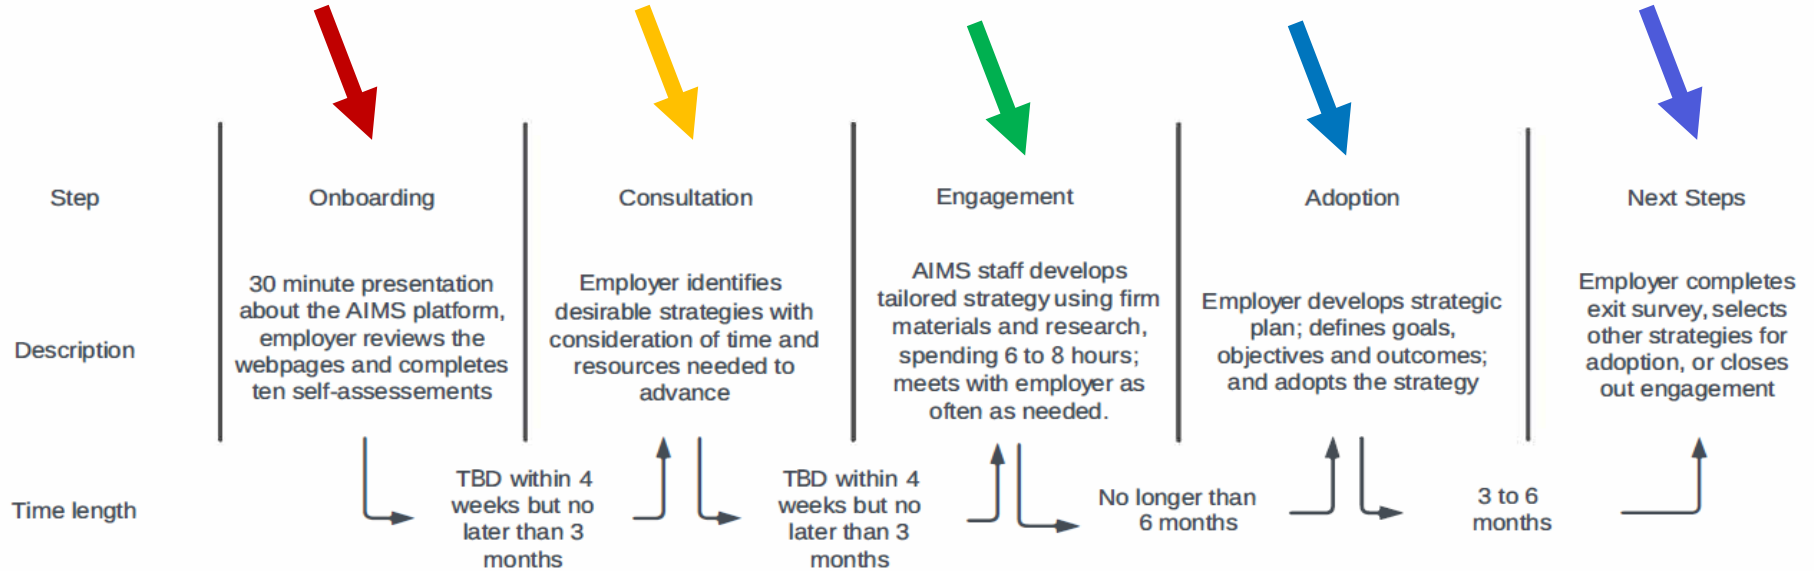 Step
Onboarding
Consultation
Engagement
Adoption
Next Steps
Description
30 minute presentation
about the AIMS platform,
employer reviews the
webpages and completes
ten self-assessements
Employer identifies
desirable strategies with
consideration of time and
resources needed to
advance
AIMS staff develops
tailored strategy using firm
materials and research,
spending 6 to 8 hours;
meets with employer as
often as needed.
Employer develops strategic
plan; defines goals,
objectives and outcomes;
and adopts the strategy
Employer completes
exit survey, selects
other strategies for
adoption, or closes
out engagement
Time length
TBD within 4
weeks but no
later than 3
months
TBD within 4
weeks but no
later than 3
months
No longer than
6 months
3 to 6
months